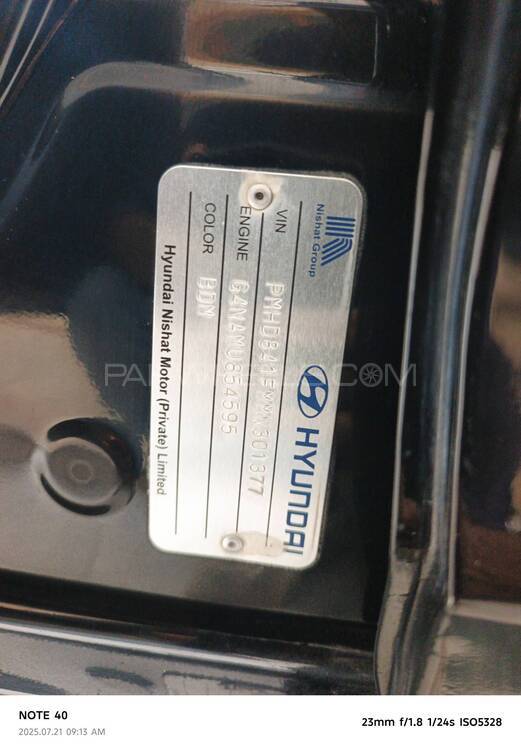 Nishat Group
HYUNDAI
VIN
ENGINE G4NAMU854595
COLOR BDM
Hyundai Nishat Motor (Private) Limited
NOTE 40
2025.07.21 09:13 AM
23mm f/1.8 1/24s ISO5328